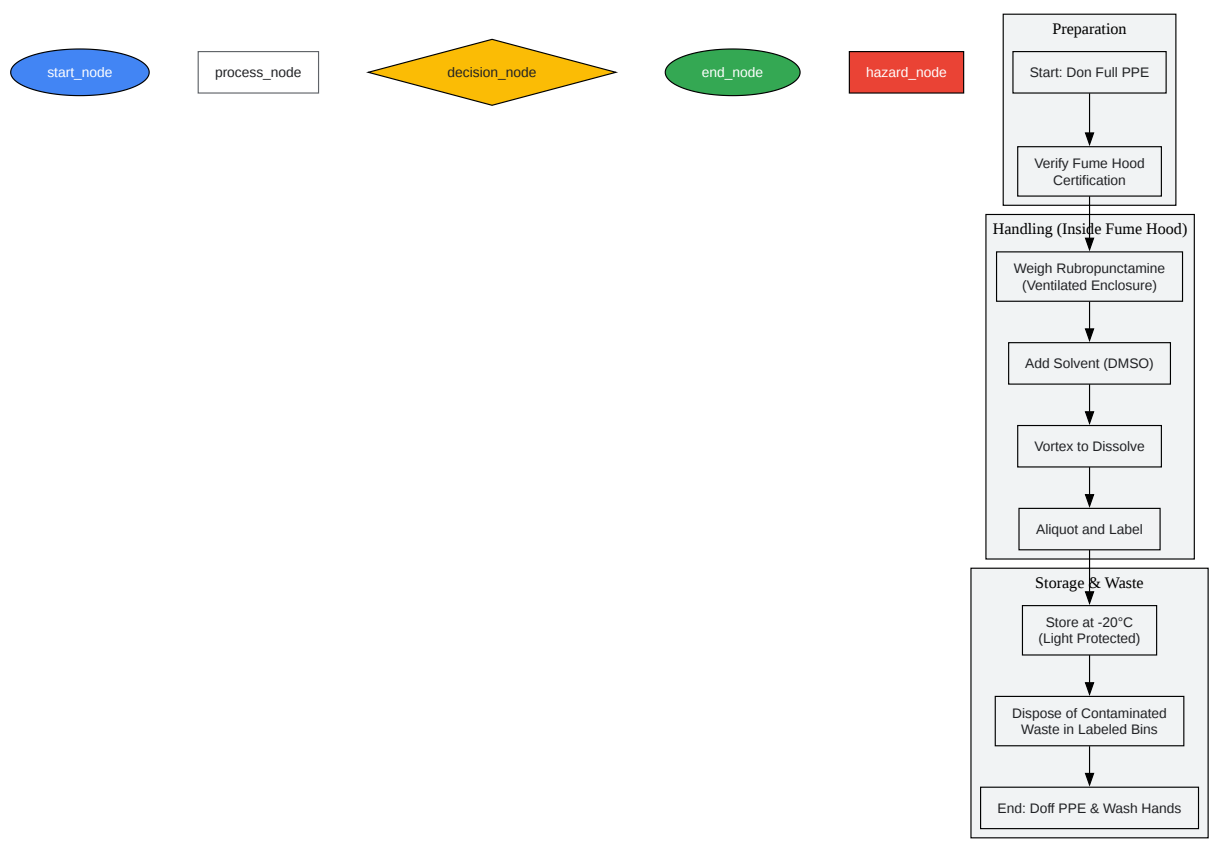 start_node
process_node
decision_node
end_node
hazard_node
Preparation
Start: Don Full PPE
Verify Fume Hood
Certification
Handling (Inside Fume Hood)
Weigh Rubropunctamine
(Ventilated Enclosure)
Add Solvent (DMSO)
Vortex to Dissolve
Aliquot and Label
Storage & Waste
Store at -20°C
(Light Protected)
Dispose of Contaminated
Waste in Labeled Bins
End: Doff PPE & Wash Hands